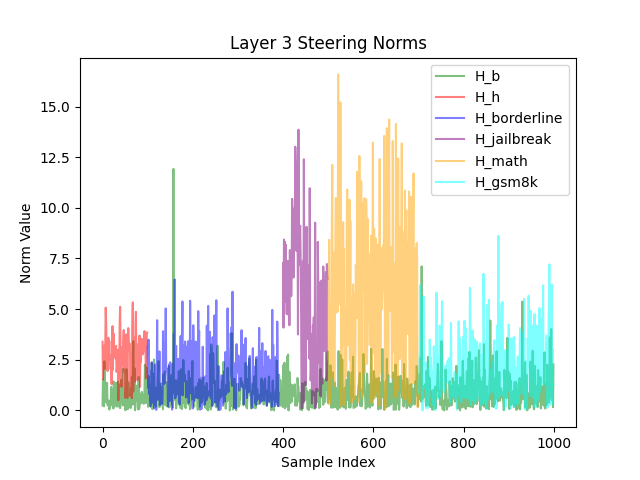 Layer 3 Steering Norms
Norm Value
15.0
12.5
10.0
7.5
5.0
2.5
0.0
H_b
H_h
H_borderline
H_jailbreak
H_math
H_gsm8k
0 200 400 600 800 1000
Sample Index